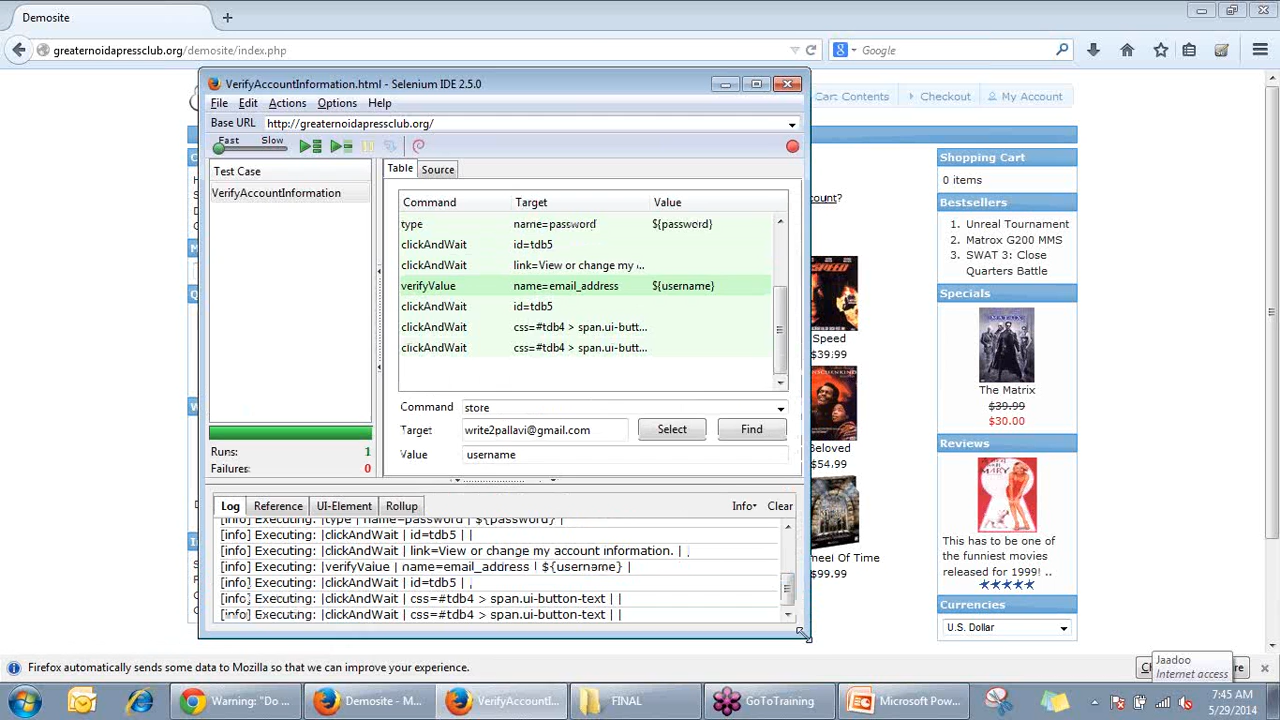 Demosite
greaternoidapressclub.org/demosite/index.php
Google
VerifyAccountInformation.html - Selenium IDE 2.5.0
File Edit Actions Options Help
Base URL http://greaternoidapressclub.org/
Fast Slow
Test Case
VerifyAccountInformation
Runs: 1
Failures: 0
Table Source
Command Target Value
type name=password ${password}
clickAndWait id=tdb5
clickAndWait link=View or change my ...
verifyValue name=email_address ${username}
clickAndWait id=tdb5
clickAndWait css=#tdb4 > span.ui-butt...
clickAndWait css=#tdb4 > span.ui-butt...
Command store
Target write2pallavi@gmail.com Select Find
Value username
Log Reference UI-Element Rollup Info Clear
[info] Executing: |type | name=password | ${password} |
[info] Executing: |clickAndWait | id=tdb5 | |
[info] Executing: |clickAndWait | link=View or change my account information. | |
[info] Executing: |verifyValue | name=email_address | ${username} |
[info] Executing: |clickAndWait | id=tdb5 | |
[info] Executing: |clickAndWait | css=#tdb4 > span.ui-button-text | |
[info] Executing: |clickAndWait | css=#tdb4 > span.ui-button-text | |
Cart Contents Checkout My Account
count?
Speed
$39.99
Beloved
$54.99
heel Of Time
$99.99
Shopping Cart
0 items
Bestsellers
1. Unreal Tournament
2. Matrox G200 MMS
3. SWAT 3: Close
Quarters Battle
Specials
The Matrix
$39.99
$30.00
Reviews
This has to be one of
the funniest movies
released for 1999! ..
Currencies
U.S. Dollar
Firefox automatically sends some data to Mozilla so that we can improve your experience.
Jaadoo
Internet access
Warning: "Do ...
Demosite - M...
VerifyAccountI...
FINAL
GoToTraining
Microsoft Pow...
7:45 AM
5/29/2014